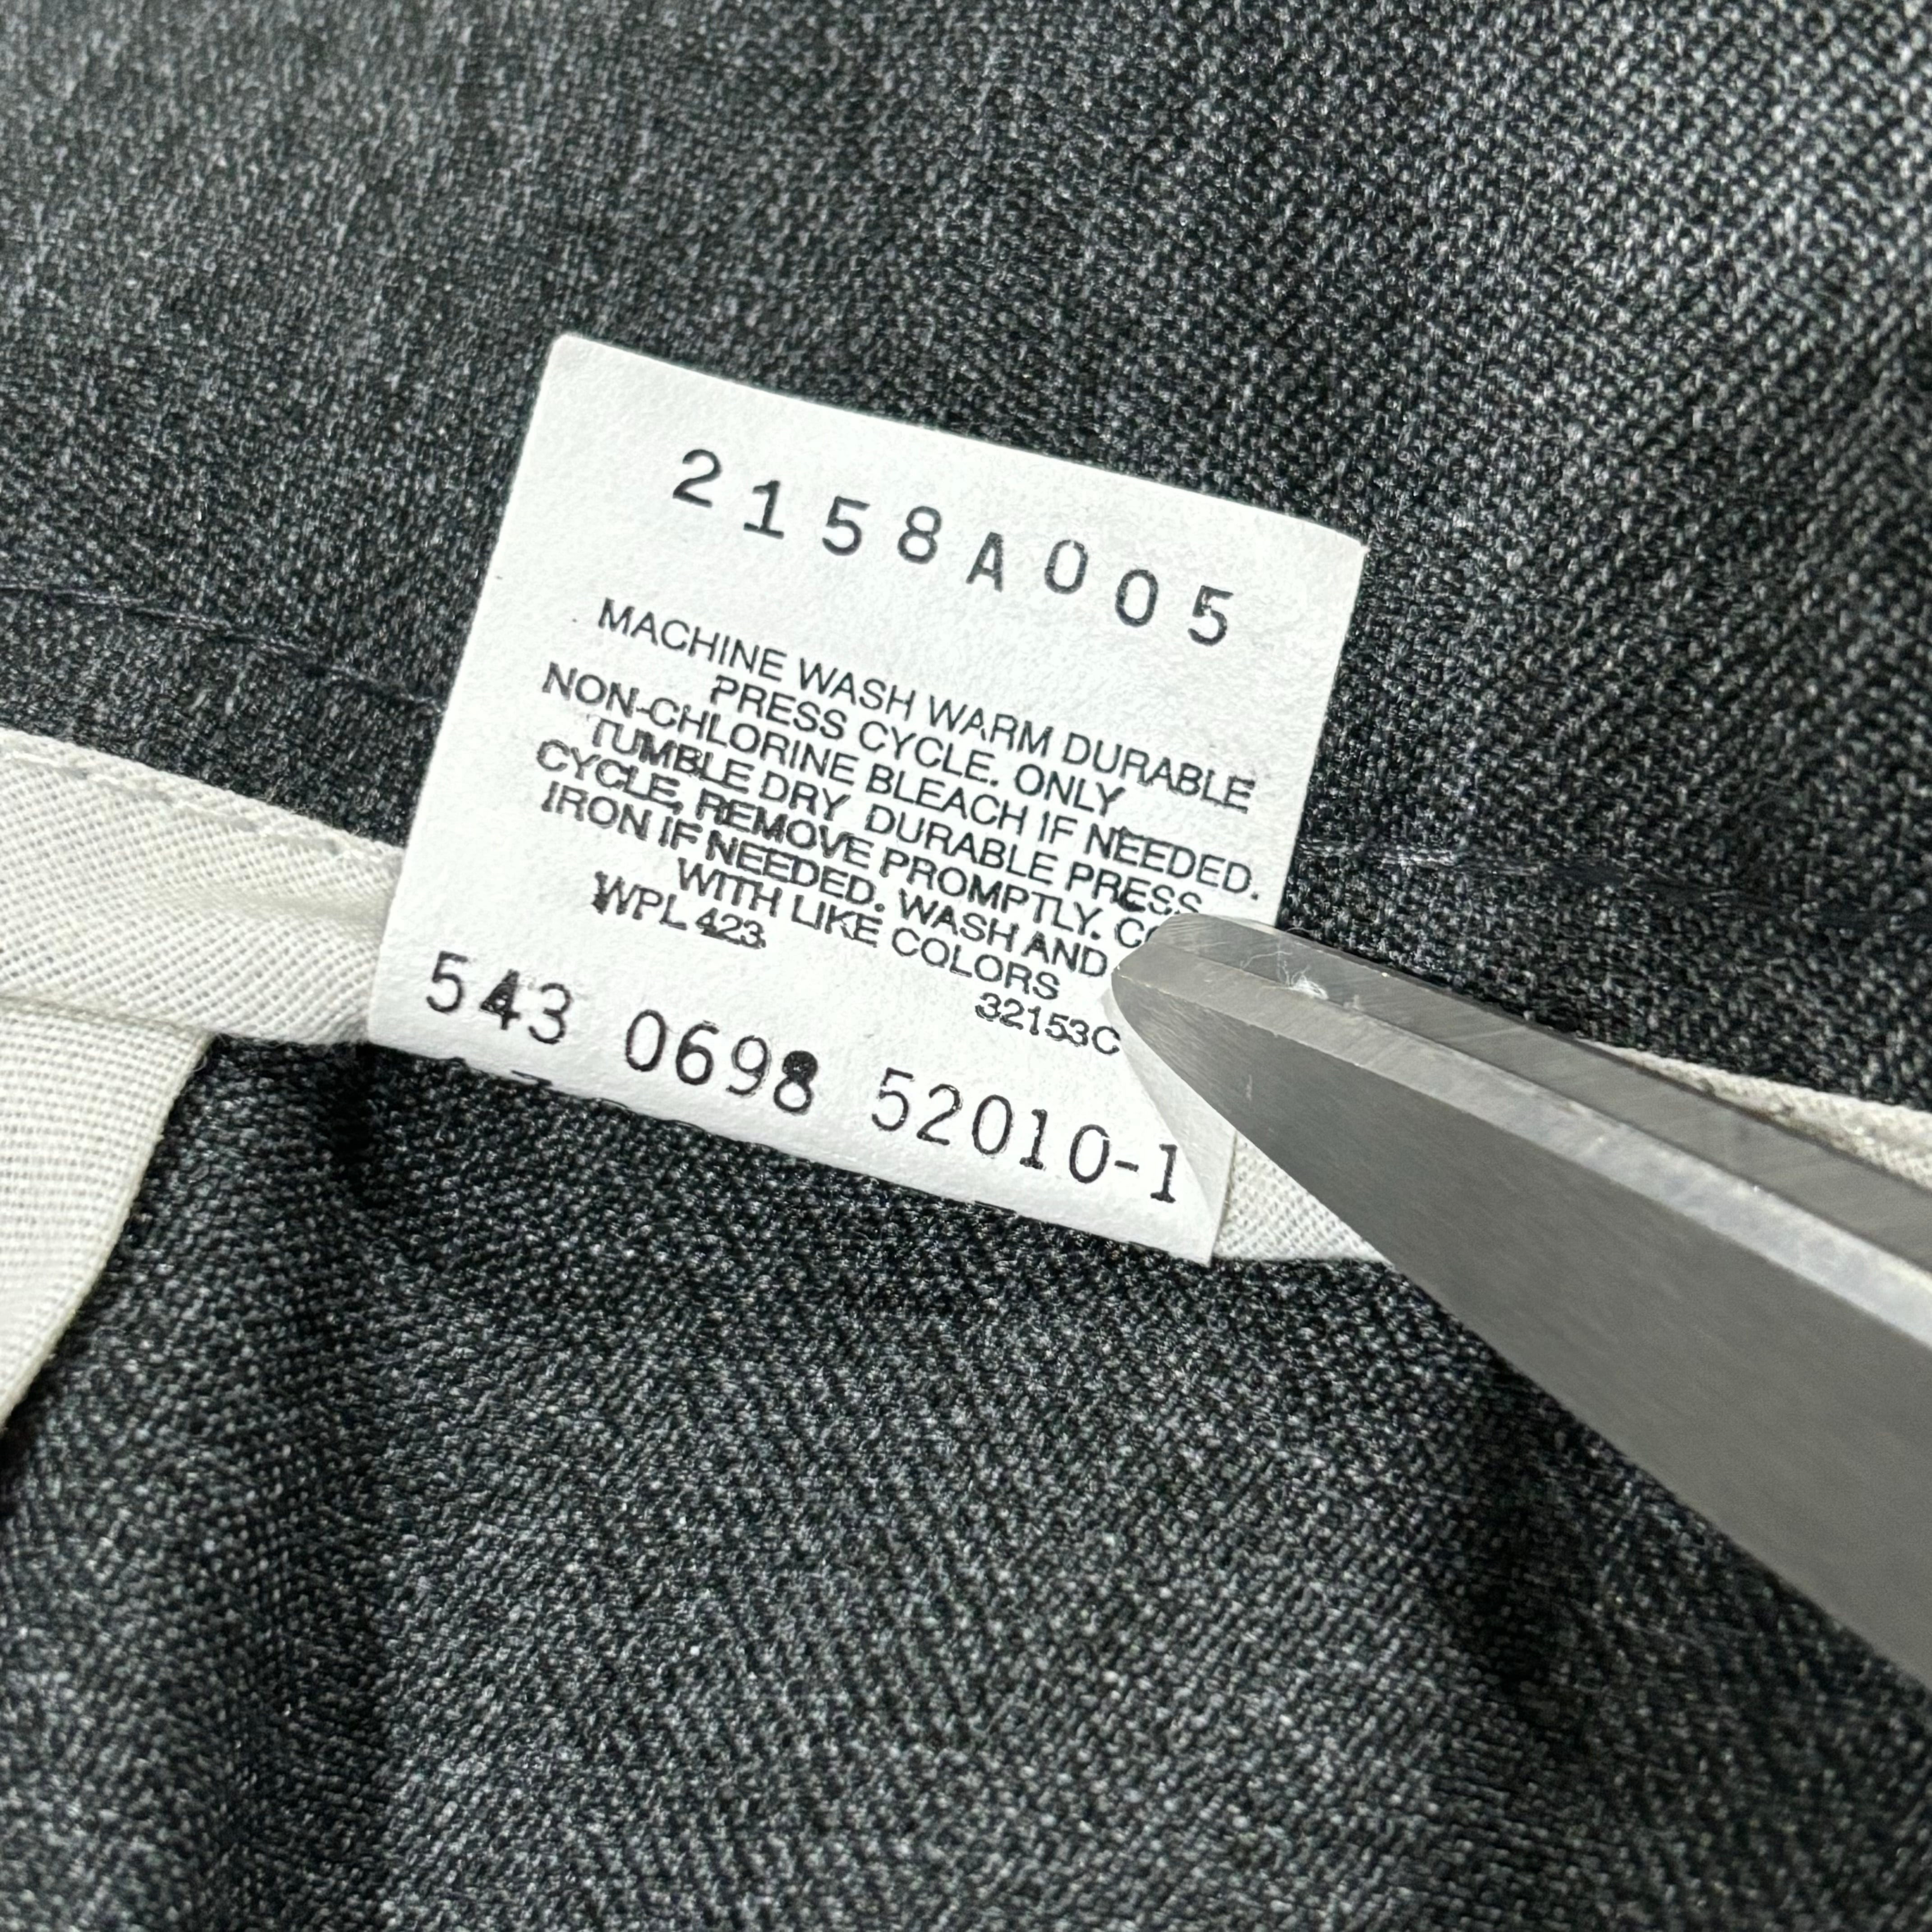 2158A005
MACHINE WASH WARM DURABLE
PRESS CYCLE. ONLY
NON-CHLORINE BLEACH IF NEEDED.
TUMBLE DRY DURABLE PRESS
CYCLE, REMOVE PROMPTLY.
IRON IF NEEDED. WASH AND
WITH LIKE COLORS
WPL 423
32153C
543 0698 52010-1